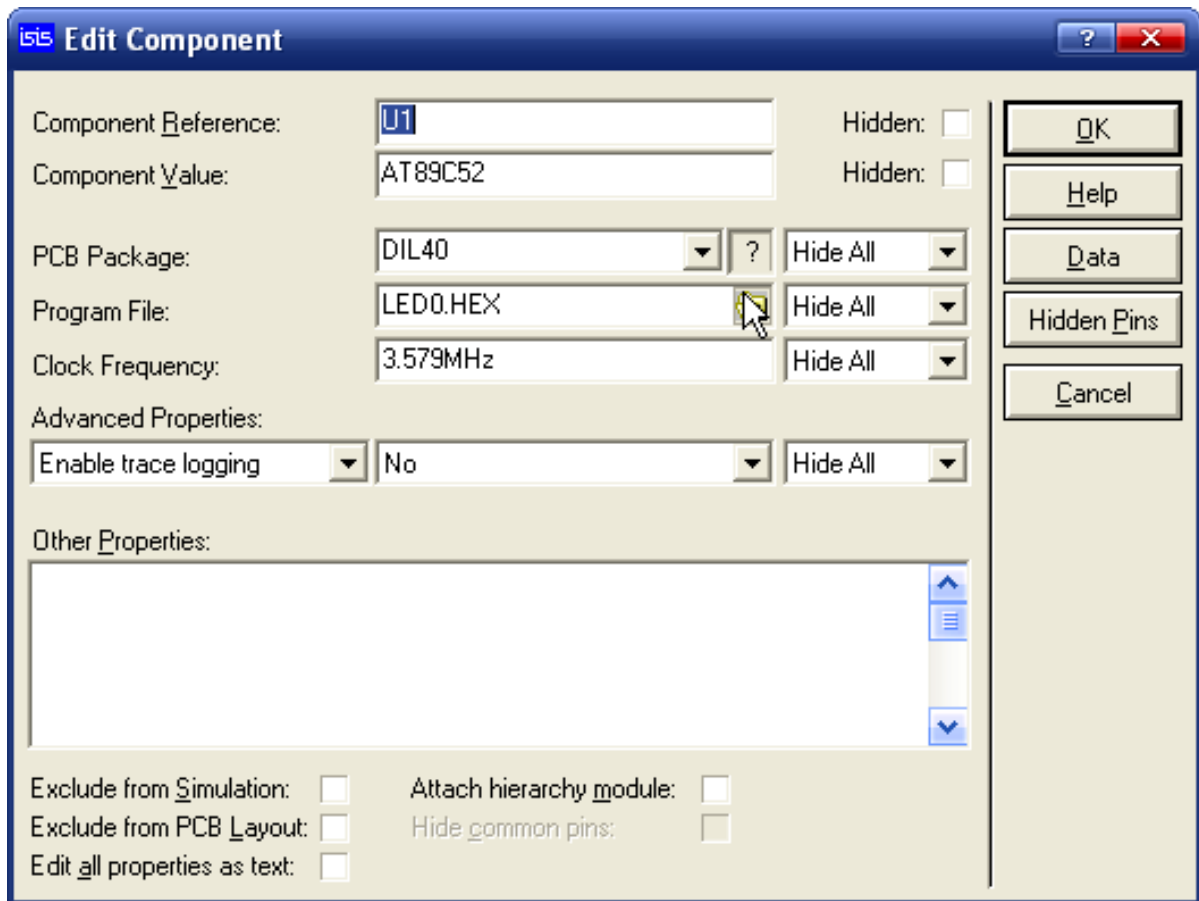 isis Edit Component ?
Component Reference: U1 Hidden: OK
Component Value: AT89C52 Hidden: Help
PCB Package: DIL40 ? Hide All Data
Program File: LED0.HEX Hide All Hidden Pins
Clock Frequency: 3.579MHz Hide All Cancel
Advanced Properties:
Enable trace logging No Hide All
Other Properties:
Exclude from Simulation: Attach hierarchy module:
Exclude from PCB Layout: Hide common pins:
Edit all properties as text: